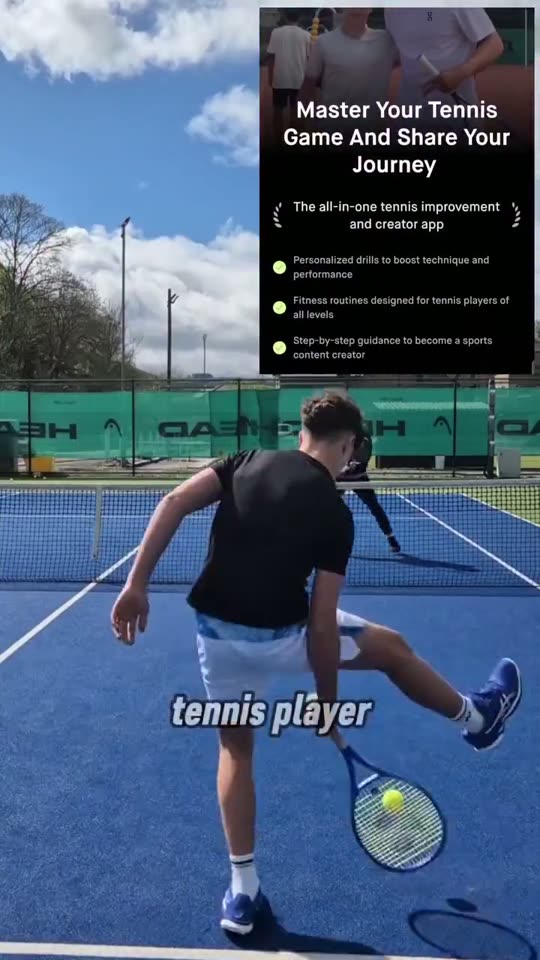 Master Your Tennis
Game And Share Your
Journey
The all-in-one tennis improvement
and creator app
Personalized drills to boost technique and
performance
Fitness routines designed for tennis players of
all levels
Step-by-step guidance to become a sports
content creator
HEAD
HEAD
HEAD
tennis player